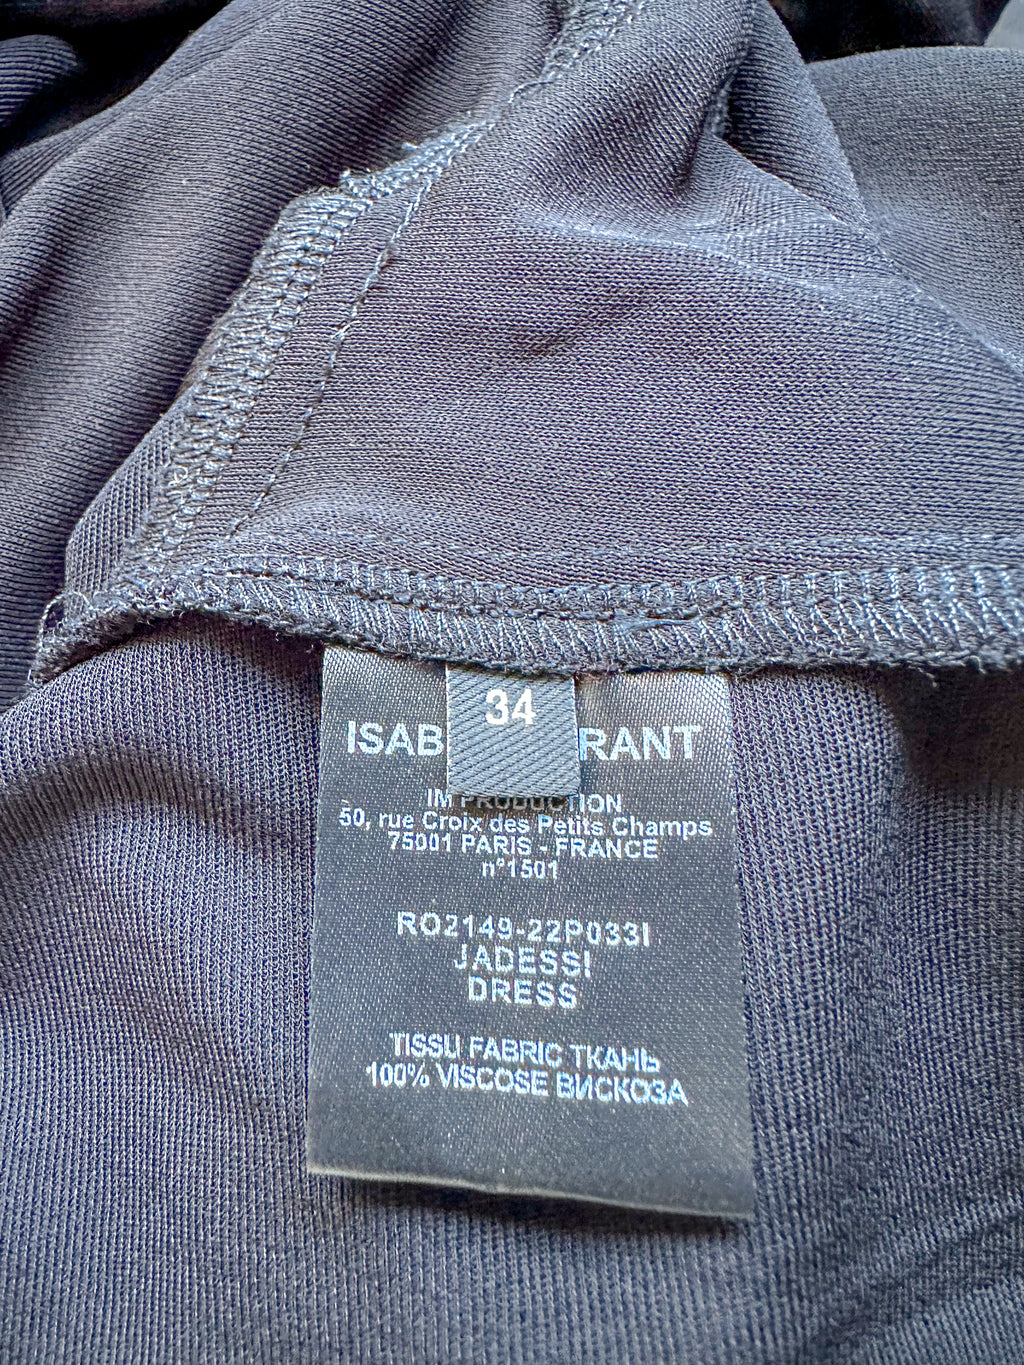 34
ISAB RANT
IM PRODUCTION
50, rue Croix des Petits Champs
75001 PARIS - FRANCE
n°1501
RO2149-22P033I
JADESSI
DRESS
TISSU FABRIC ТКАНЬ
100% VISCOSE ВИСКОЗА